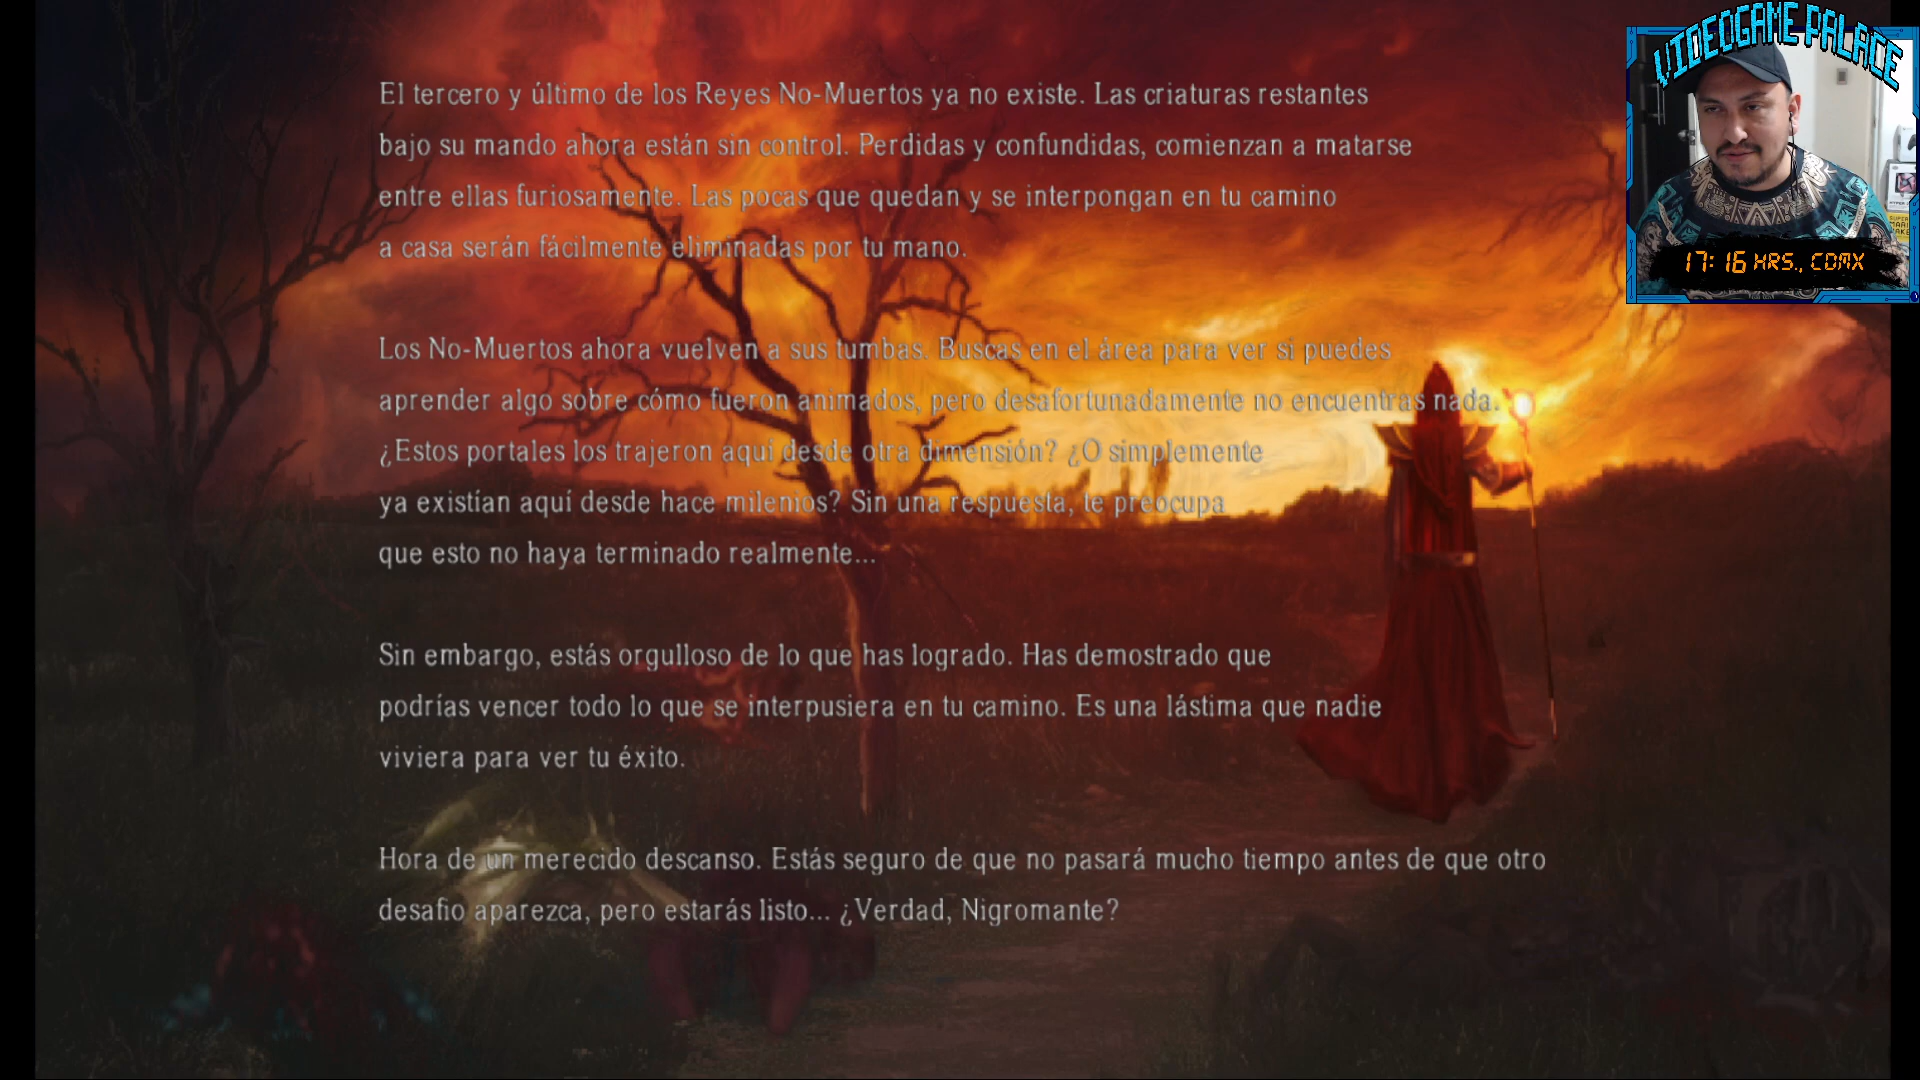 El tercero y último de los Reyes No-Muertos ya no existe. Las criaturas restantes
bajo su mando ahora están sin control. Perdidas y confundidas, comienzan a matarse
entre ellas furiosamente. Las pocas que quedan y se interpongan en tu camino
a casa serán fácilmente eliminadas por tu mano.
Los No-Muertos ahora vuelven a sus tumbas. Buscas en el área para ver si puedes
aprender algo sobre cómo fueron animados, pero desafortunadamente no encuentras nada.
¿Estos portales los trajeron aquí desde otra dimensión? ¿O simplemente
ya existían aquí desde hace milenios? Sin una respuesta, te preocupa
que esto no haya terminado realmente...
Sin embargo, estás orgulloso de lo que has logrado. Has demostrado que
podrías vencer todo lo que se interpusiera en tu camino. Es una lástima que nadie
viviera para ver tu éxito.
Hora de un merecido descanso. Estás seguro de que no pasará mucho tiempo antes de que otro
desafio aparezca, pero estarás listo... ¿Verdad, Nigromante?
VIDEOGAME PALACE
17:16 HRS., CDMX